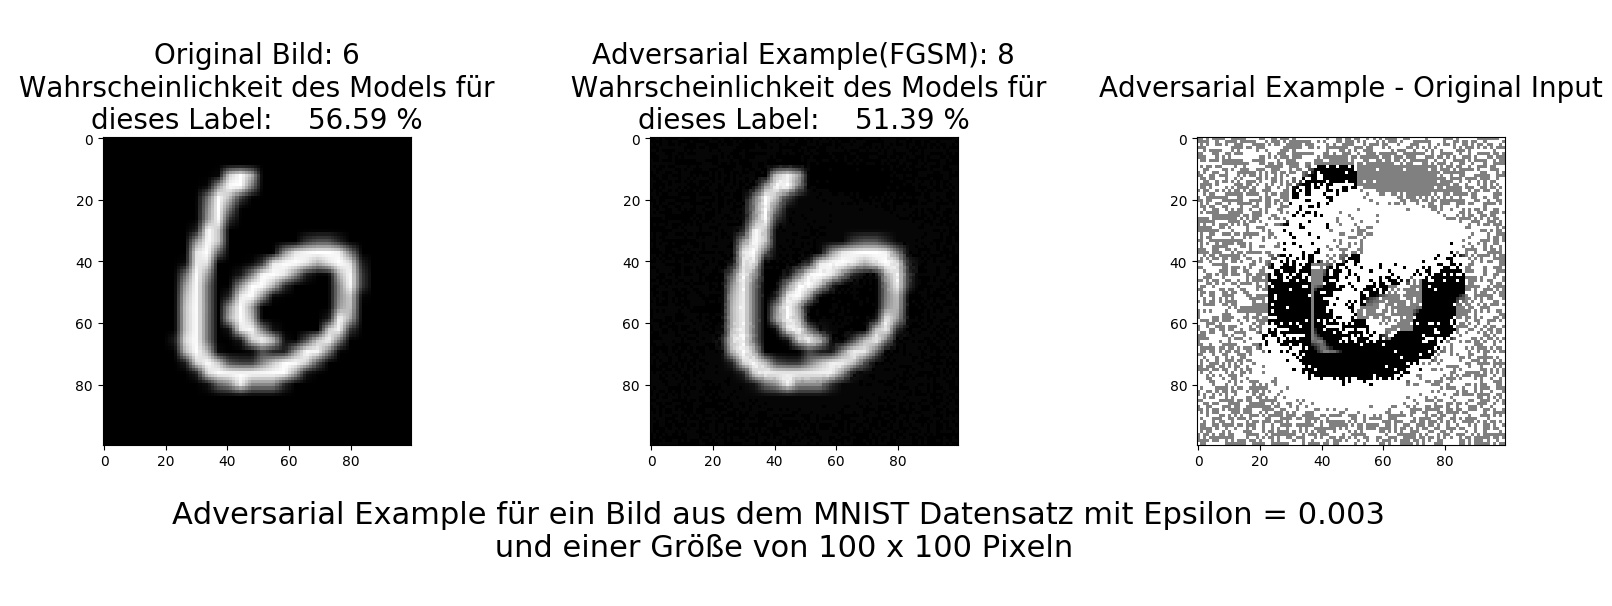 Original Bild: 6
Wahrscheinlichkeit des Models für
dieses Label: 56.59 %
0
20
40
60
80
0 20 40 60 80
Adversarial Example(FGSM): 8
Wahrscheinlichkeit des Models für
dieses Label: 51.39 %
0
20
40
60
80
0 20 40 60 80
Adversarial Example - Original Input
0
20
40
60
80
0 20 40 60 80
Adversarial Example für ein Bild aus dem MNIST Datensatz mit Epsilon = 0.003
und einer Größe von 100 x 100 Pixeln